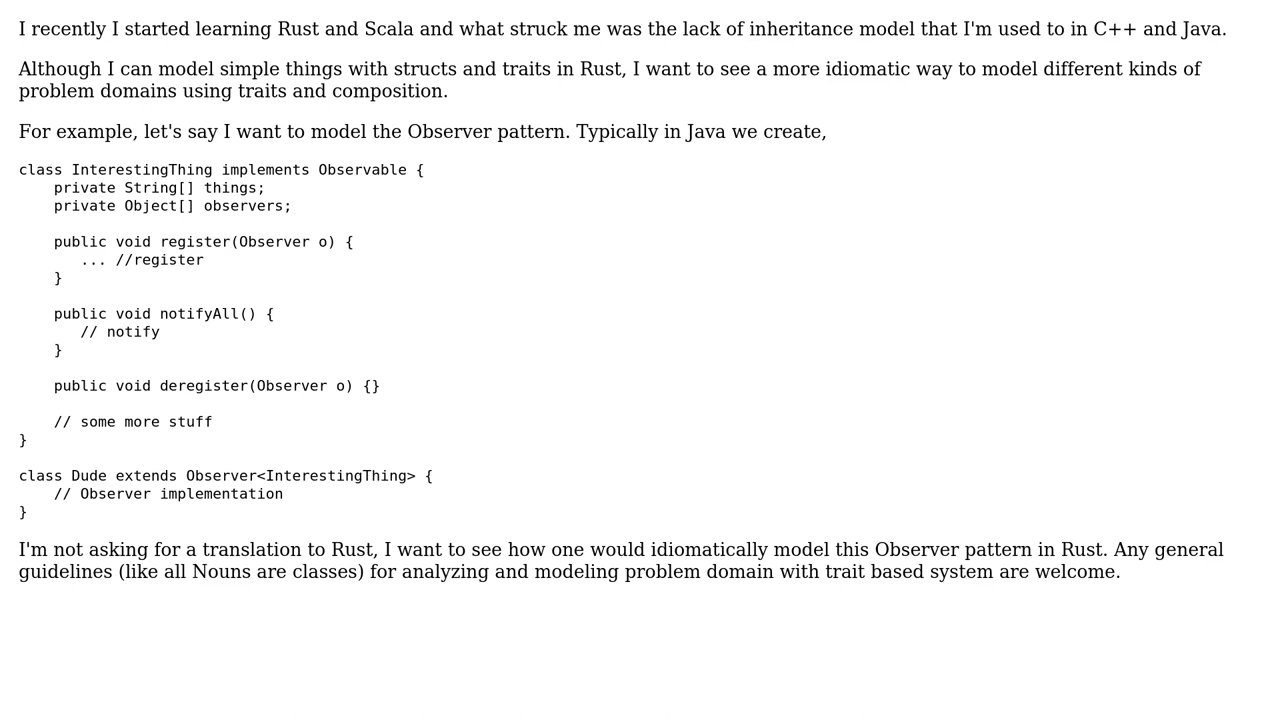 I recently I started learning Rust and Scala and what struck me was the lack of inheritance model that I'm used to in C++ and Java.
Although I can model simple things with structs and traits in Rust, I want to see a more idiomatic way to model different kinds of
problem domains using traits and composition.
For example, let's say I want to model the Observer pattern. Typically in Java we create,
class InterestingThing implements Observable {
    private String[] things;
    private Object[] observers;
    public void register(Observer o) {
       ... //register
    }
    public void notifyAll() {
       // notify
    }
    public void deregister(Observer o) {}
    // some more stuff
}
class Dude extends Observer<InterestingThing> {
    // Observer implementation
}
I'm not asking for a translation to Rust, I want to see how one would idiomatically model this Observer pattern in Rust. Any general
guidelines (like all Nouns are classes) for analyzing and modeling problem domain with trait based system are welcome.